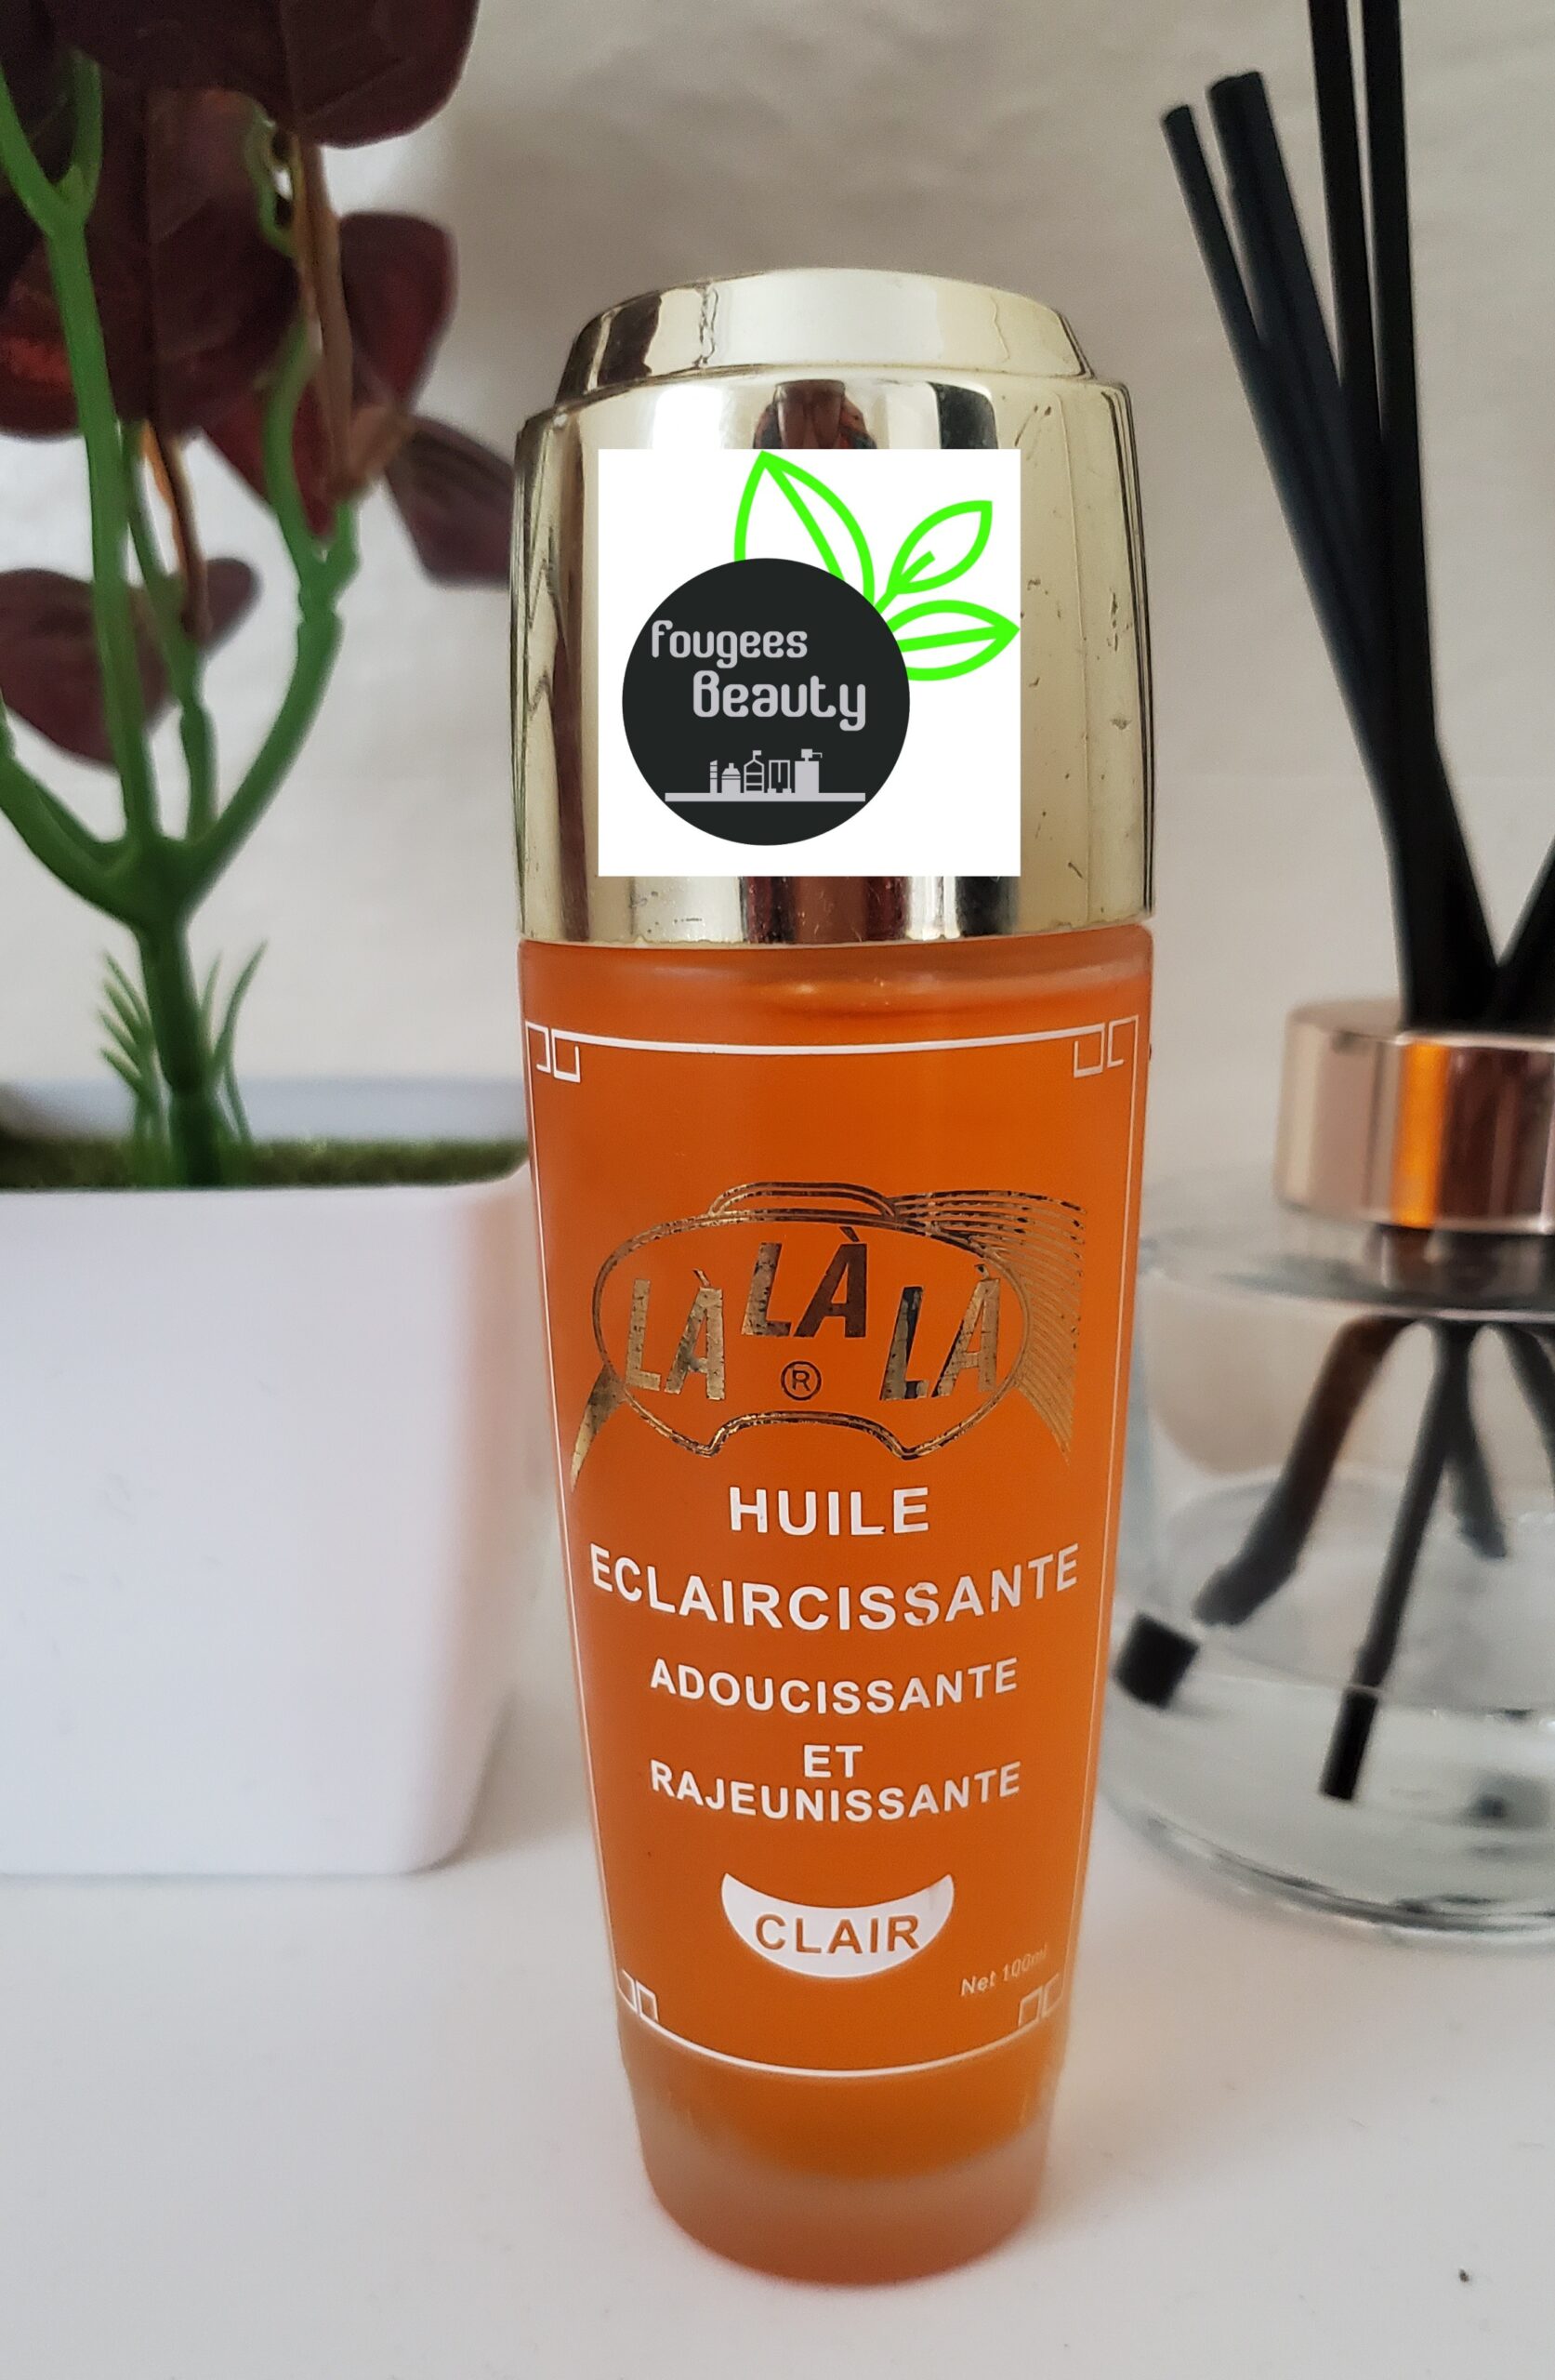 fougees
Beauty
LÀ LÀ LÀ
®
HUILE
ECLAIRCISSANTE
ADOUCISSANTE
ET
RAJEUNISSANTE
CLAIR
Net 100ml